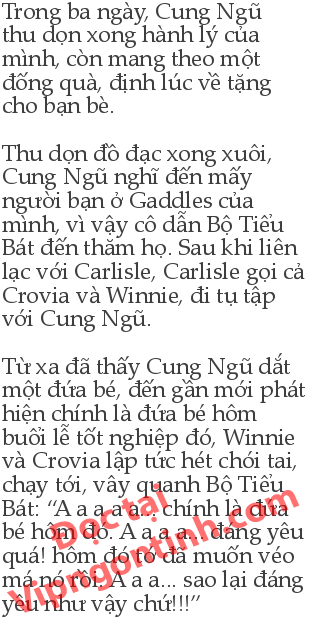 Trong ba ngày, Cung Ngũ
thu dọn xong hành lý của
mình, còn mang theo một
đống quà, định lúc về tặng
cho bạn bè.
Thu dọn đồ đạc xong xuôi,
Cung Ngũ nghĩ đến mấy
người bạn ở Gaddles của
mình, vì vậy cô dẫn Bộ Tiểu
Bát đến thăm họ. Sau khi liên
lạc với Carlisle, Carlisle gọi cả
Crovia và Winnie, đi tụ tập
với Cung Ngũ.
Từ xa đã thấy Cung Ngũ dắt
một đứa bé, đến gần mới phát
hiện chính là đứa bé hôm
buổi lễ tốt nghiệp đó, Winnie
và Crovia lập tức hét chói tai,
chạy tới, vây quanh Bộ Tiểu
Bát: “A a a a a... chính là đứa
bé hôm đó. A a a a... đáng yêu
quá! hôm đó tớ đã muốn véo
má nó rồi. A a a... sao lại đáng
yêu như vậy chứ!!!”
Doc tai
Vipngontinh.com